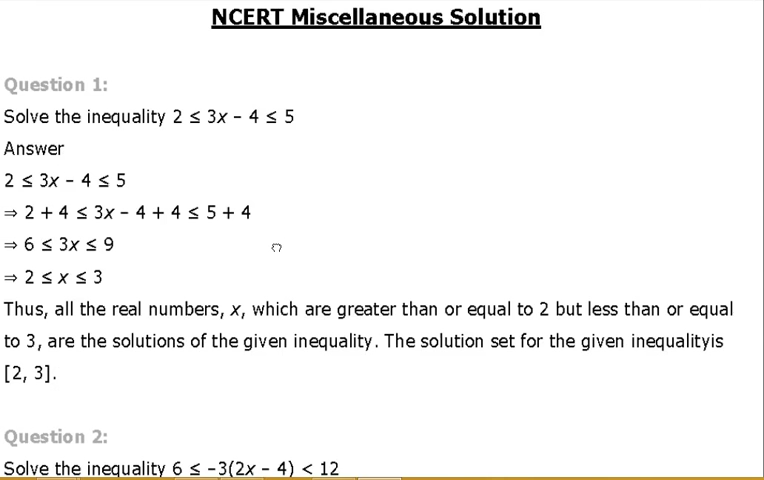 NCERT Miscellaneous Solution
Question 1:
Solve the inequality 2 ≤ 3x – 4 ≤ 5
Answer
2 ≤ 3x – 4 ≤ 5
⇒ 2 + 4 ≤ 3x – 4 + 4 ≤ 5 + 4
⇒ 6 ≤ 3x ≤ 9
⇒ 2 ≤ x ≤ 3
Thus, all the real numbers, x, which are greater than or equal to 2 but less than or equal
to 3, are the solutions of the given inequality. The solution set for the given inequalityis
[2, 3].
Question 2:
Solve the inequality 6 ≤ –3(2x – 4) < 12